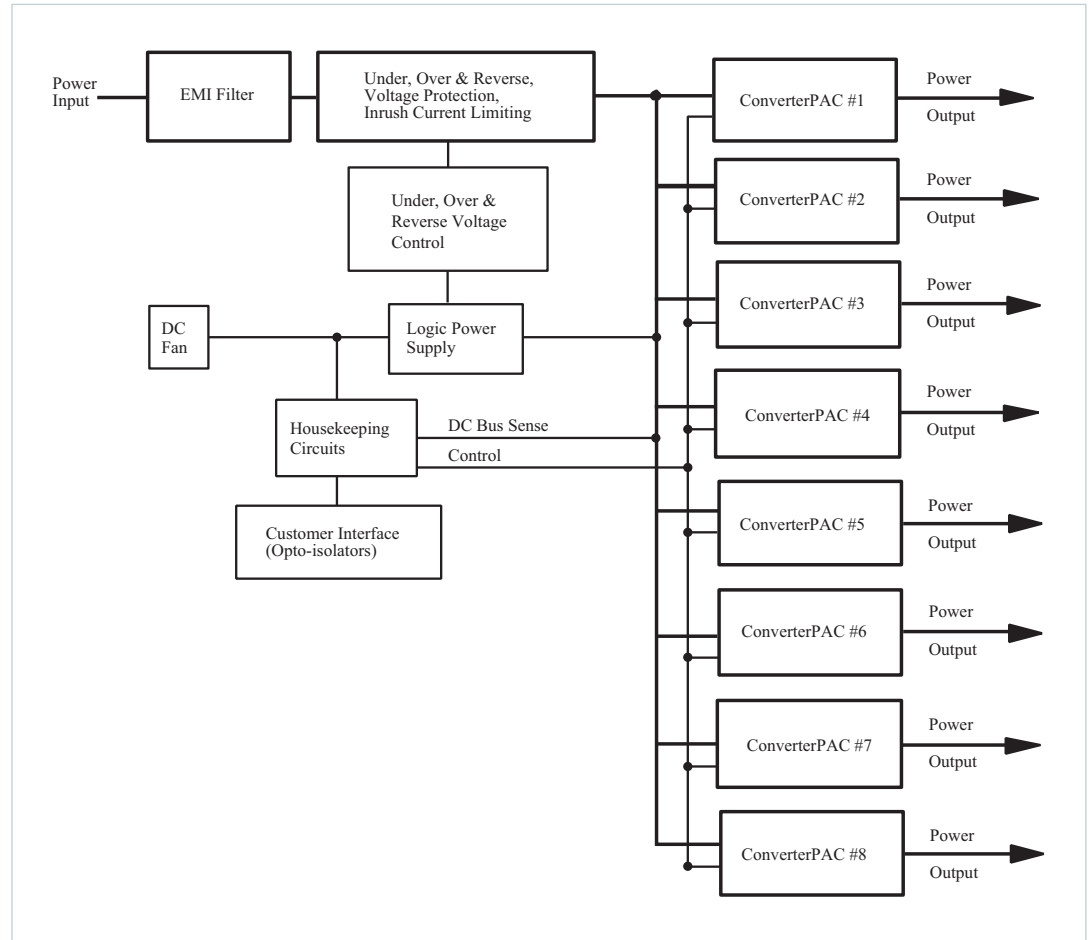 Power
Input
EMI Filter
Under, Over & Reverse,
Voltage Protection,
Inrush Current Limiting
ConverterPAC #1
Power
Output
Under, Over &
Reverse Voltage
Control
ConverterPAC #2
Power
Output
DC
Fan
Logic Power
Supply
ConverterPAC #3
Power
Output
Housekeeping
Circuits
DC Bus Sense
Control
ConverterPAC #4
Power
Output
Customer Interface
(Opto-isolators)
ConverterPAC #5
Power
Output
ConverterPAC #6
Power
Output
ConverterPAC #7
Power
Output
ConverterPAC #8
Power
Output